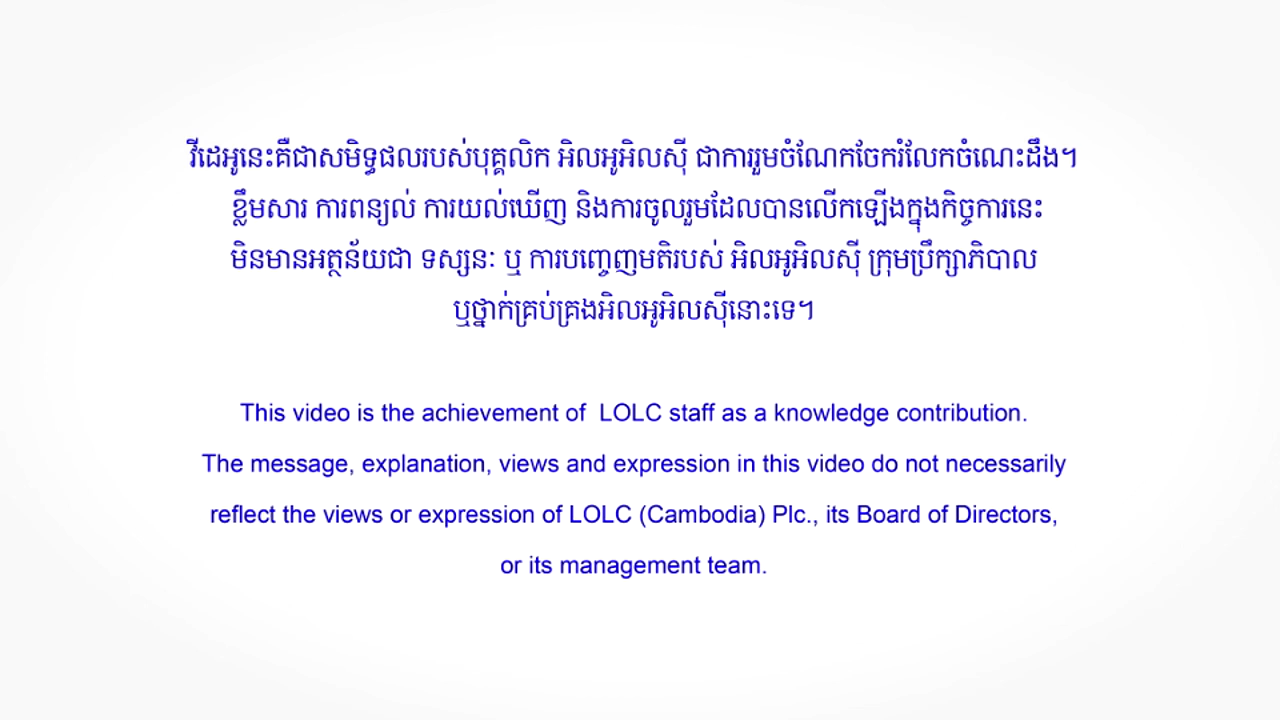 វីដេអូនេះគឺជាសមិទ្ធផលរបស់បុគ្គលិក អិលអូអិលស៊ី ជាការរួមចំណែកចែករំលែកចំណេះដឹង។
ខ្លឹមសារ ការពន្យល់ ការយល់ឃើញ និងការចូលរួមដែលបានលើកឡើងក្នុងកិច្ចការនេះ
មិនមានអត្ថន័យជា ទស្សនៈ ឬ ការបញ្ចេញមតិរបស់ អិលអូអិលស៊ី ក្រុមប្រឹក្សាភិបាល
ឬថ្នាក់គ្រប់គ្រងអិលអូអិលស៊ីនោះទេ។
This video is the achievement of  LOLC staff as a knowledge contribution.
The message, explanation, views and expression in this video do not necessarily
reflect the views or expression of LOLC (Cambodia) Plc., its Board of Directors,
or its management team.